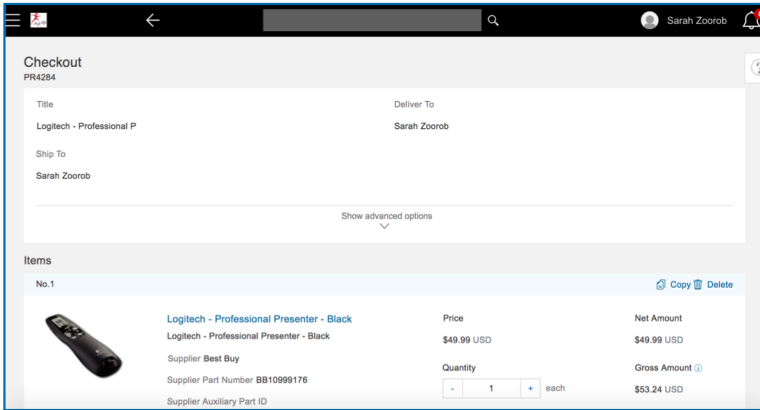 Sarah Zoorob
Checkout
PR4284
Title
Deliver To
Logitech - Professional P
Sarah Zoorob
Ship To
Sarah Zoorob
Show advanced options
Items
No.1
Copy Delete
Logitech - Professional Presenter - Black
Price
Net Amount
Logitech - Professional Presenter - Black
$49.99 USD
$49.99 USD
Supplier Best Buy
Quantity
Gross Amount
Supplier Part Number BB10999176
- 1 + each
$53.24 USD
Supplier Auxiliary Part ID